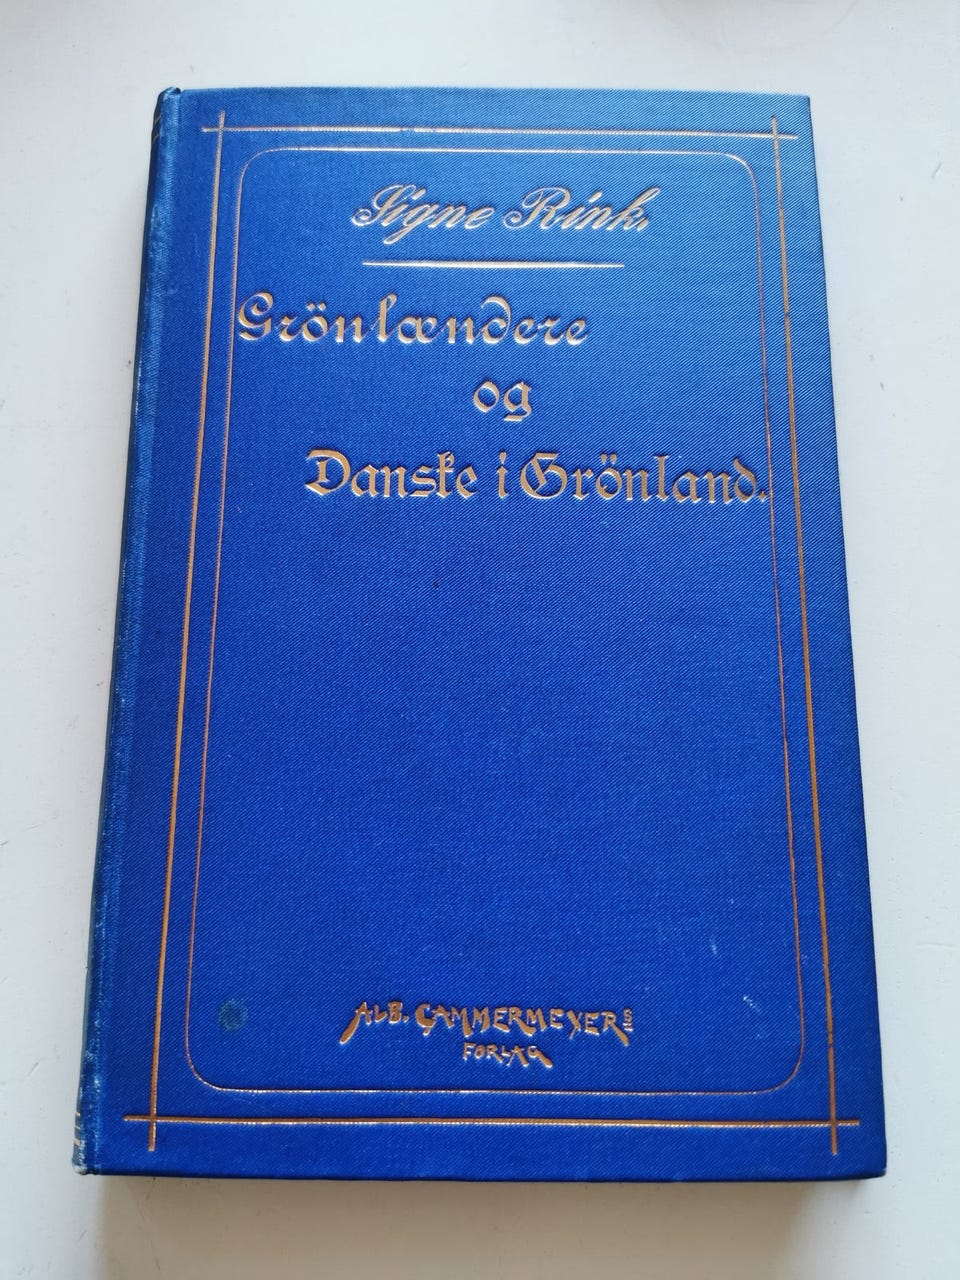 Signe Rink.
Grönlændere
og
Danske i Grönland.
ALB. CAMMERMEYERS
FORLAG